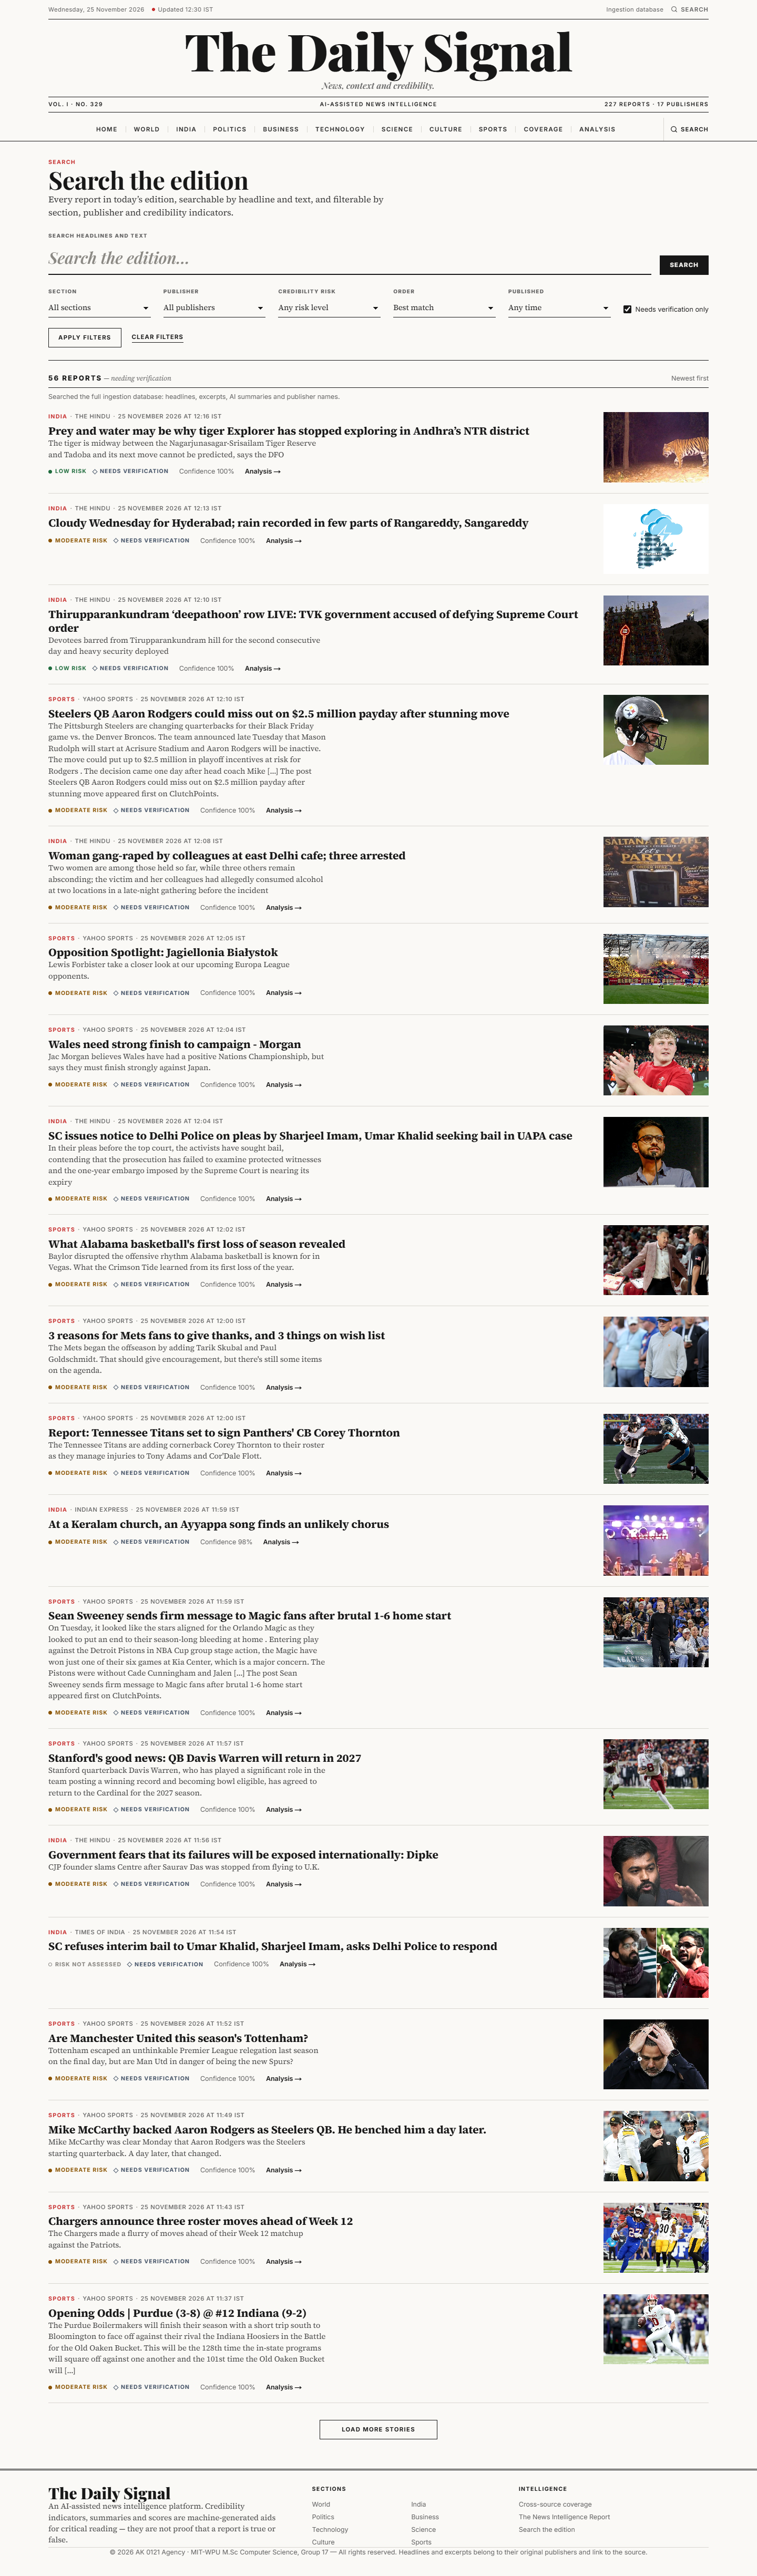 Wednesday, 25 November 2026 Updated 12:30 IST
Ingestion database SEARCH
The Daily Signal
News, context and credibility.
VOL. I · NO. 329 AI-ASSISTED NEWS INTELLIGENCE 227 REPORTS · 17 PUBLISHERS
HOME WORLD INDIA POLITICS BUSINESS TECHNOLOGY SCIENCE CULTURE SPORTS COVERAGE ANALYSIS SEARCH
SEARCH
Search the edition
Every report in today's edition, searchable by headline and text, and filterable by
section, publisher and credibility indicators.
SEARCH HEADLINES AND TEXT
Search the edition...
SEARCH
SECTION PUBLISHER CREDIBILITY RISK ORDER PUBLISHED
All sections All publishers Any risk level Best match Any time Needs verification only
APPLY FILTERS CLEAR FILTERS
56 REPORTS — needing verification Newest first
Searched the full ingestion database: headlines, excerpts, AI summaries and publisher names.
INDIA · THE HINDU · 25 NOVEMBER 2026 AT 12:16 IST
Prey and water may be why tiger Explorer has stopped exploring in Andhra's NTR district
The tiger is midway between the Nagarjunasagar-Srisailam Tiger Reserve
and Tadoba and its next move cannot be predicted, says the DFO
LOW RISK NEEDS VERIFICATION Confidence 100% Analysis →
INDIA · THE HINDU · 25 NOVEMBER 2026 AT 12:13 IST
Cloudy Wednesday for Hyderabad; rain recorded in few parts of Rangareddy, Sangareddy
MODERATE RISK NEEDS VERIFICATION Confidence 100% Analysis →
INDIA · THE HINDU · 25 NOVEMBER 2026 AT 12:10 IST
Thirupparankundram ‘deepathoon’ row LIVE: TVK government accused of defying Supreme Court
order
Devotees barred from Tirupparankundram hill for the second consecutive
day and heavy security deployed
LOW RISK NEEDS VERIFICATION Confidence 100% Analysis →
SPORTS · YAHOO SPORTS · 25 NOVEMBER 2026 AT 12:10 IST
Steelers QB Aaron Rodgers could miss out on $2.5 million payday after stunning move
The Pittsburgh Steelers are changing quarterbacks for their Black Friday
game vs. the Denver Broncos. The team announced late Tuesday that Mason
Rudolph will start at Acrisure Stadium and Aaron Rodgers will be inactive.
The move could put up to $2.5 million in playoff incentives at risk for
Rodgers . The decision came one day after head coach Mike [...] The post
Steelers QB Aaron Rodgers could miss out on $2.5 million payday after
stunning move appeared first on ClutchPoints.
MODERATE RISK NEEDS VERIFICATION Confidence 100% Analysis →
INDIA · THE HINDU · 25 NOVEMBER 2026 AT 12:08 IST
Woman gang-raped by colleagues at east Delhi cafe; three arrested
Two women are among those held so far, while three others remain
absconding; the victim and her colleagues had allegedly consumed alcohol
at two locations in a late-night gathering before the incident
MODERATE RISK NEEDS VERIFICATION Confidence 100% Analysis →
SPORTS · YAHOO SPORTS · 25 NOVEMBER 2026 AT 12:05 IST
Opposition Spotlight: Jagiellonia Białystok
Lewis Forbister take a closer look at our upcoming Europa League
opponents.
MODERATE RISK NEEDS VERIFICATION Confidence 100% Analysis →
SPORTS · YAHOO SPORTS · 25 NOVEMBER 2026 AT 12:04 IST
Wales need strong finish to campaign - Morgan
Jac Morgan believes Wales have had a positive Nations Championshipb, but
says they must finish strongly against Japan.
MODERATE RISK NEEDS VERIFICATION Confidence 100% Analysis →
INDIA · THE HINDU · 25 NOVEMBER 2026 AT 12:04 IST
SC issues notice to Delhi Police on pleas by Sharjeel Imam, Umar Khalid seeking bail in UAPA case
In their pleas before the top court, the activists have sought bail,
contending that the prosecution has failed to examine protected witnesses
and the one-year embargo imposed by the Supreme Court is nearing its
expiry
MODERATE RISK NEEDS VERIFICATION Confidence 100% Analysis →
SPORTS · YAHOO SPORTS · 25 NOVEMBER 2026 AT 12:02 IST
What Alabama basketball's first loss of season revealed
Baylor disrupted the offensive rhythm Alabama basketball is known for in
Vegas. What the Crimson Tide learned from its first loss of the year.
MODERATE RISK NEEDS VERIFICATION Confidence 100% Analysis →
SPORTS · YAHOO SPORTS · 25 NOVEMBER 2026 AT 12:00 IST
3 reasons for Mets fans to give thanks, and 3 things on wish list
The Mets began the offseason by adding Tarik Skubal and Paul
Goldschmidt. That should give encouragement, but there's still some items
on the agenda.
MODERATE RISK NEEDS VERIFICATION Confidence 100% Analysis →
SPORTS · YAHOO SPORTS · 25 NOVEMBER 2026 AT 12:00 IST
Report: Tennessee Titans set to sign Panthers' CB Corey Thornton
The Tennessee Titans are adding cornerback Corey Thornton to their roster
as they manage injuries to Tony Adams and Cor'Dale Flott.
MODERATE RISK NEEDS VERIFICATION Confidence 100% Analysis →
INDIA · INDIAN EXPRESS · 25 NOVEMBER 2026 AT 11:59 IST
At a Keralam church, an Ayyappa song finds an unlikely chorus
MODERATE RISK NEEDS VERIFICATION Confidence 98% Analysis →
SPORTS · YAHOO SPORTS · 25 NOVEMBER 2026 AT 11:59 IST
Sean Sweeney sends firm message to Magic fans after brutal 1-6 home start
On Tuesday, it looked like the stars aligned for the Orlando Magic as they
looked to put an end to their season-long bleeding at home . Entering play
against the Detroit Pistons in NBA Cup group stage action, the Magic have
won just one of their six games at Kia Center, which is a major concern. The
Pistons were without Cade Cunningham and Jalen [...] The post Sean
Sweeney sends firm message to Magic fans after brutal 1-6 home start
appeared first on ClutchPoints.
MODERATE RISK NEEDS VERIFICATION Confidence 100% Analysis →
SPORTS · YAHOO SPORTS · 25 NOVEMBER 2026 AT 11:57 IST
Stanford's good news: QB Davis Warren will return in 2027
Stanford quarterback Davis Warren, who has played a significant role in the
team posting a winning record and becoming bowl eligible, has agreed to
return to the Cardinal for the 2027 season.
MODERATE RISK NEEDS VERIFICATION Confidence 100% Analysis →
INDIA · THE HINDU · 25 NOVEMBER 2026 AT 11:56 IST
Government fears that its failures will be exposed internationally: Dipke
CJP founder slams Centre after Saurav Das was stopped from flying to U.K.
MODERATE RISK NEEDS VERIFICATION Confidence 100% Analysis →
INDIA · TIMES OF INDIA · 25 NOVEMBER 2026 AT 11:54 IST
SC refuses interim bail to Umar Khalid, Sharjeel Imam, asks Delhi Police to respond
RISK NOT ASSESSED NEEDS VERIFICATION Confidence 100% Analysis →
SPORTS · YAHOO SPORTS · 25 NOVEMBER 2026 AT 11:52 IST
Are Manchester United this season's Tottenham?
Tottenham escaped an unthinkable Premier League relegation last season
on the final day, but are Man Utd in danger of being the new Spurs?
MODERATE RISK NEEDS VERIFICATION Confidence 100% Analysis →
SPORTS · YAHOO SPORTS · 25 NOVEMBER 2026 AT 11:49 IST
Mike McCarthy backed Aaron Rodgers as Steelers QB. He benched him a day later.
Mike McCarthy was clear Monday that Aaron Rodgers was the Steelers
starting quarterback. A day later, that changed.
MODERATE RISK NEEDS VERIFICATION Confidence 100% Analysis →
SPORTS · YAHOO SPORTS · 25 NOVEMBER 2026 AT 11:43 IST
Chargers announce three roster moves ahead of Week 12
The Chargers made a flurry of moves ahead of their Week 12 matchup
against the Patriots.
MODERATE RISK NEEDS VERIFICATION Confidence 100% Analysis →
SPORTS · YAHOO SPORTS · 25 NOVEMBER 2026 AT 11:37 IST
Opening Odds | Purdue (3-8) @ #12 Indiana (9-2)
The Purdue Boilermakers will finish their season with a short trip south to
Bloomington to face off against their rival the Indiana Hoosiers in the Battle
for the Old Oaken Bucket. This will be the 128th time the in-state programs
will square off against one another and the 101st time the Old Oaken Bucket
will [...]
MODERATE RISK NEEDS VERIFICATION Confidence 100% Analysis →
LOAD MORE STORIES
The Daily Signal
An AI-assisted news intelligence platform. Credibility
indicators, summaries and scores are machine-generated aids
for critical reading — they are not proof that a report is true or
false.
SECTIONS
World India
Politics Business
Technology Science
Culture Sports
INTELLIGENCE
Cross-source coverage
The News Intelligence Report
Search the edition
© 2026 AK 0121 Agency · MIT-WPU M.Sc Computer Science, Group 17 — All rights reserved. Headlines and excerpts belong to their original publishers and link to the source.